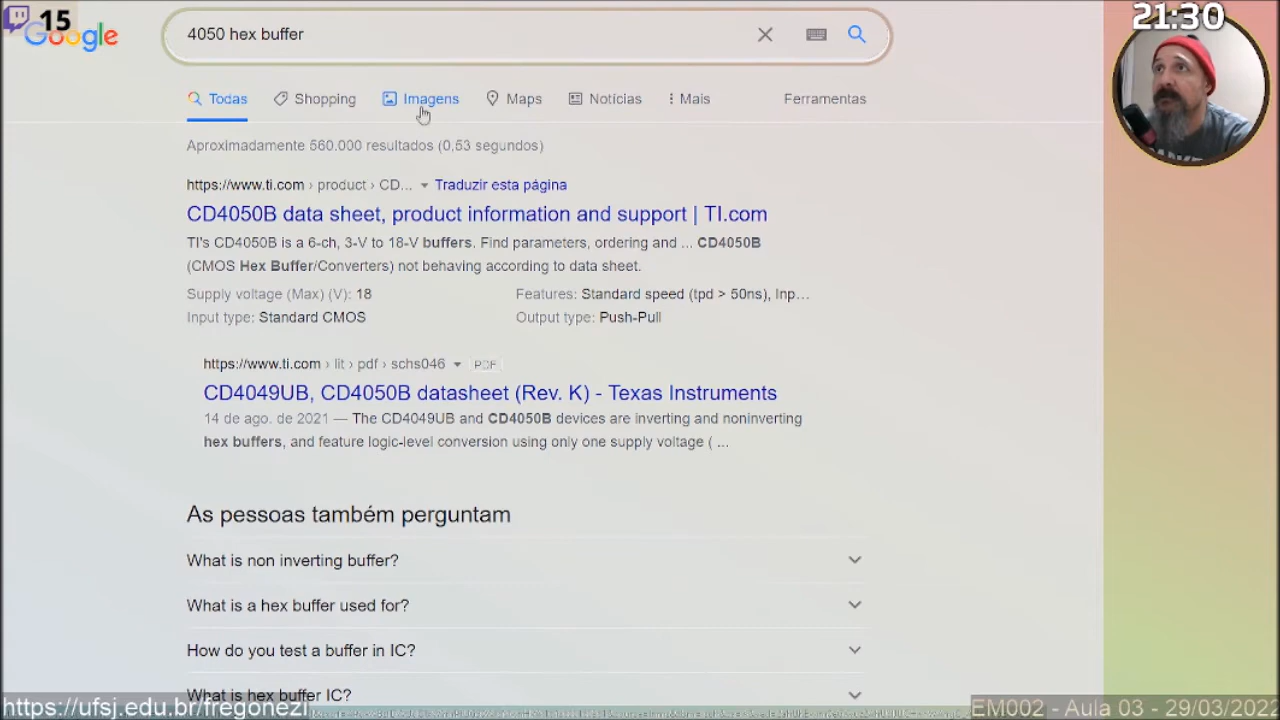 15
21:30
Google
4050 hex buffer
Todas
Shopping
Imagens
Maps
Notícias
Mais
Ferramentas
Aproximadamente 560.000 resultados (0,53 segundos)
https://www.ti.com › product › CD... Traduzir esta página
CD4050B data sheet, product information and support | TI.com
TI's CD4050B is a 6-ch, 3-V to 18-V buffers. Find parameters, ordering and ... CD4050B
(CMOS Hex Buffer/Converters) not behaving according to data sheet.
Supply voltage (Max) (V): 18
Features: Standard speed (tpd > 50ns), Inp…
Input type: Standard CMOS
Output type: Push-Pull
https://www.ti.com › lit › pdf › schs046 PDF
CD4049UB, CD4050B datasheet (Rev. K) - Texas Instruments
14 de ago. de 2021 — The CD4049UB and CD4050B devices are inverting and noninverting
hex buffers, and feature logic-level conversion using only one supply voltage ( ...
As pessoas também perguntam
What is non inverting buffer?
What is a hex buffer used for?
How do you test a buffer in IC?
What is hex buffer IC?
https://ufsj.edu.br/fregonezi
EM002 - Aula 03 - 29/03/2022